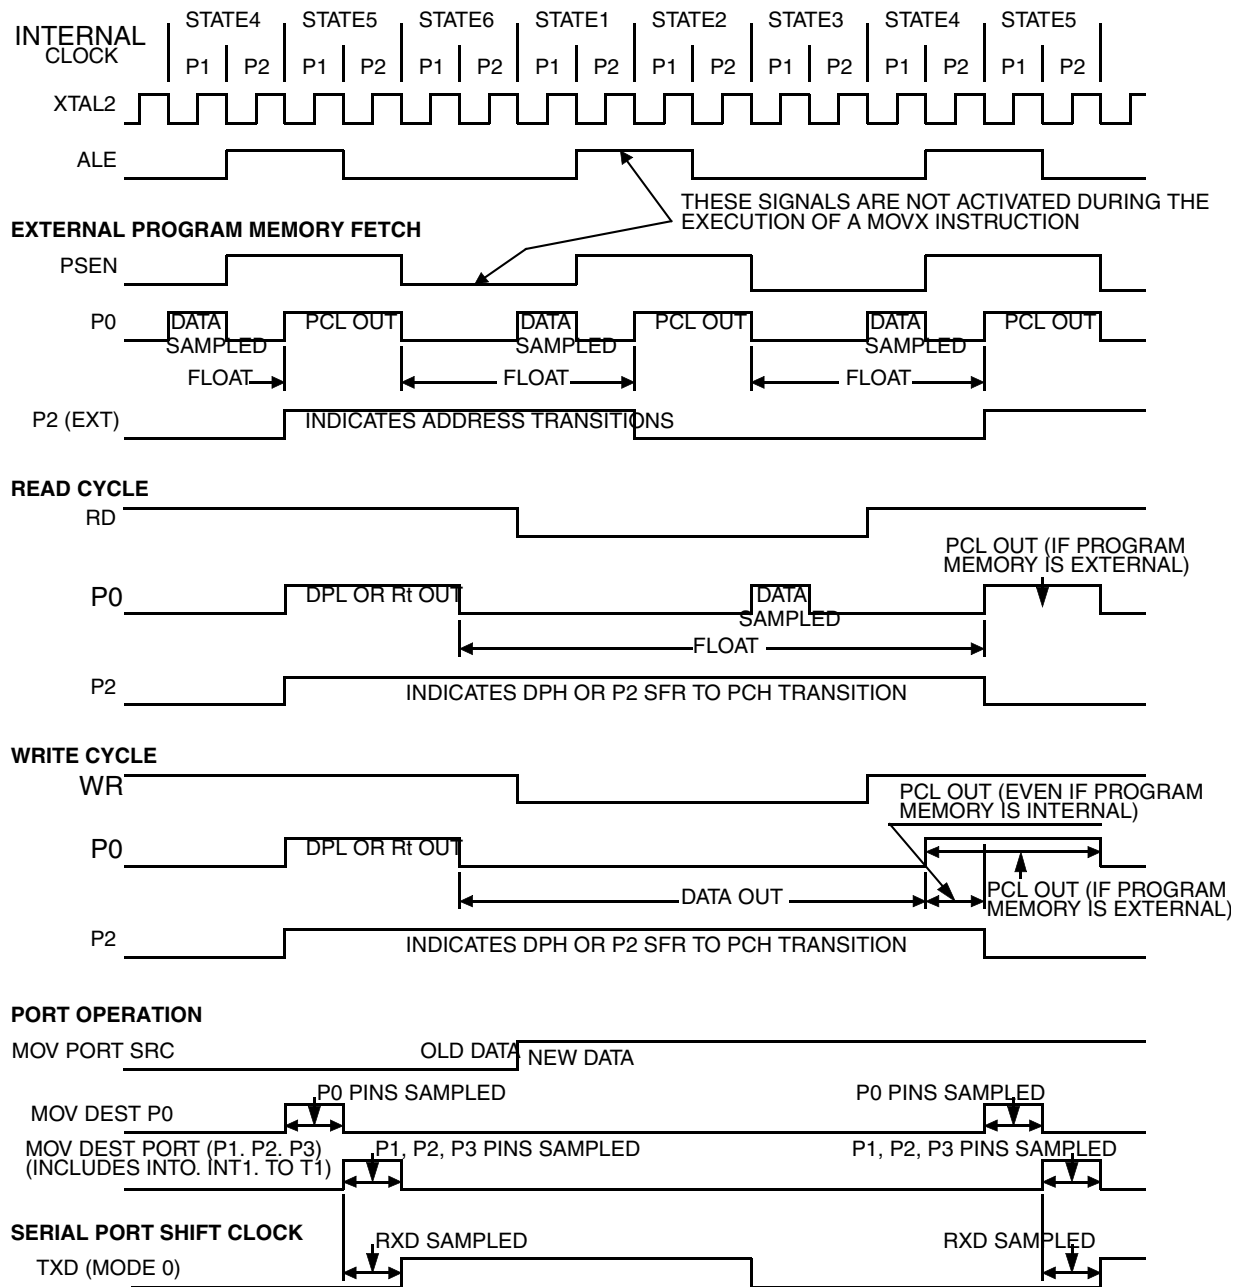 INTERNAL CLOCK
STATE4 STATE5 STATE6 STATE1 STATE2 STATE3 STATE4 STATE5
P1 P2 P1 P2 P1 P2 P1 P2 P1 P2 P1 P2 P1 P2 P1 P2
XTAL2
ALE
THESE SIGNALS ARE NOT ACTIVATED DURING THE
EXECUTION OF A MOVX INSTRUCTION
EXTERNAL PROGRAM MEMORY FETCH
PSEN
P0 DATA PCL OUT DATA PCL OUT DATA PCL OUT
SAMPLED SAMPLED SAMPLED
FLOAT FLOAT FLOAT
P2 (EXT) INDICATES ADDRESS TRANSITIONS
READ CYCLE
RD
PCL OUT (IF PROGRAM
MEMORY IS EXTERNAL)
P0 DPL OR Rt OUT DATA
SAMPLED
FLOAT
P2 INDICATES DPH OR P2 SFR TO PCH TRANSITION
WRITE CYCLE
WR
PCL OUT (EVEN IF PROGRAM
MEMORY IS INTERNAL)
P0 DPL OR Rt OUT
DATA OUT
PCL OUT (IF PROGRAM
MEMORY IS EXTERNAL)
P2 INDICATES DPH OR P2 SFR TO PCH TRANSITION
PORT OPERATION
MOV PORT SRC OLD DATA NEW DATA
P0 PINS SAMPLED P0 PINS SAMPLED
MOV DEST P0
MOV DEST PORT (P1. P2. P3) P1, P2, P3 PINS SAMPLED P1, P2, P3 PINS SAMPLED
(INCLUDES INTO. INT1. TO T1)
SERIAL PORT SHIFT CLOCK
RXD SAMPLED RXD SAMPLED
TXD (MODE 0)